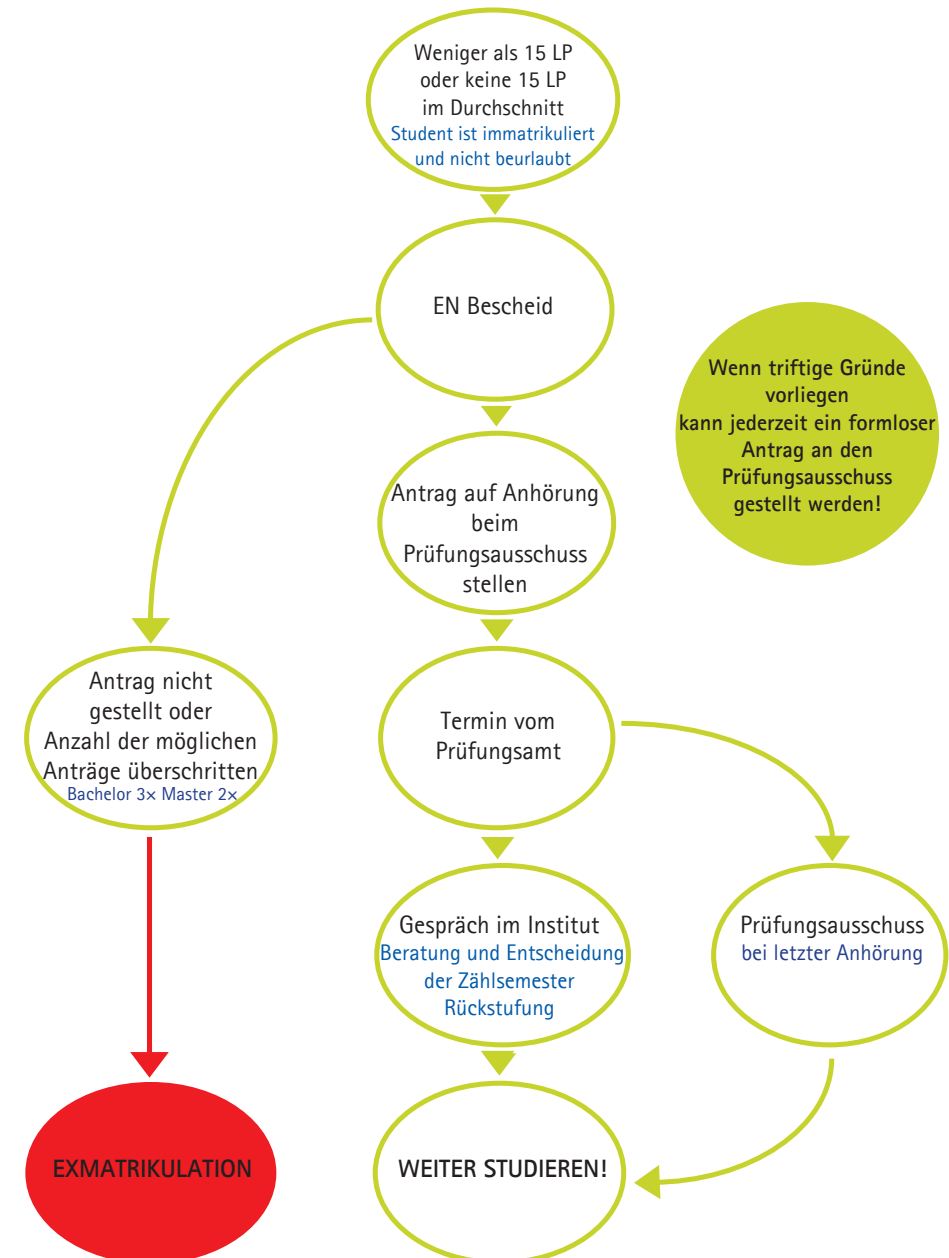 Weniger als 15 LP
oder keine 15 LP
im Durchschnitt
Student ist immatrikuliert
und nicht beurlaubt
EN Bescheid
Wenn triftige Gründe
vorliegen
kann jederzeit ein formloser
Antrag an den
Prüfungsausschuss
gestellt werden!
Antrag auf Anhörung
beim
Prüfungsausschuss
stellen
Antrag nicht
gestellt oder
Anzahl der möglichen
Anträge überschritten
Bachelor 3× Master 2×
Termin vom
Prüfungsamt
Gespräch im Institut
Beratung und Entscheidung
der Zählsemester
Rückstufung
Prüfungsausschuss
bei letzter Anhörung
EXMATRIKULATION
WEITER STUDIEREN!